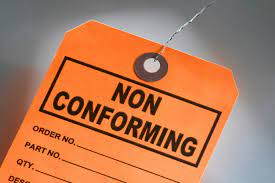 NON
CONFORMING
ORDER NO.
PART NO.
QTY.